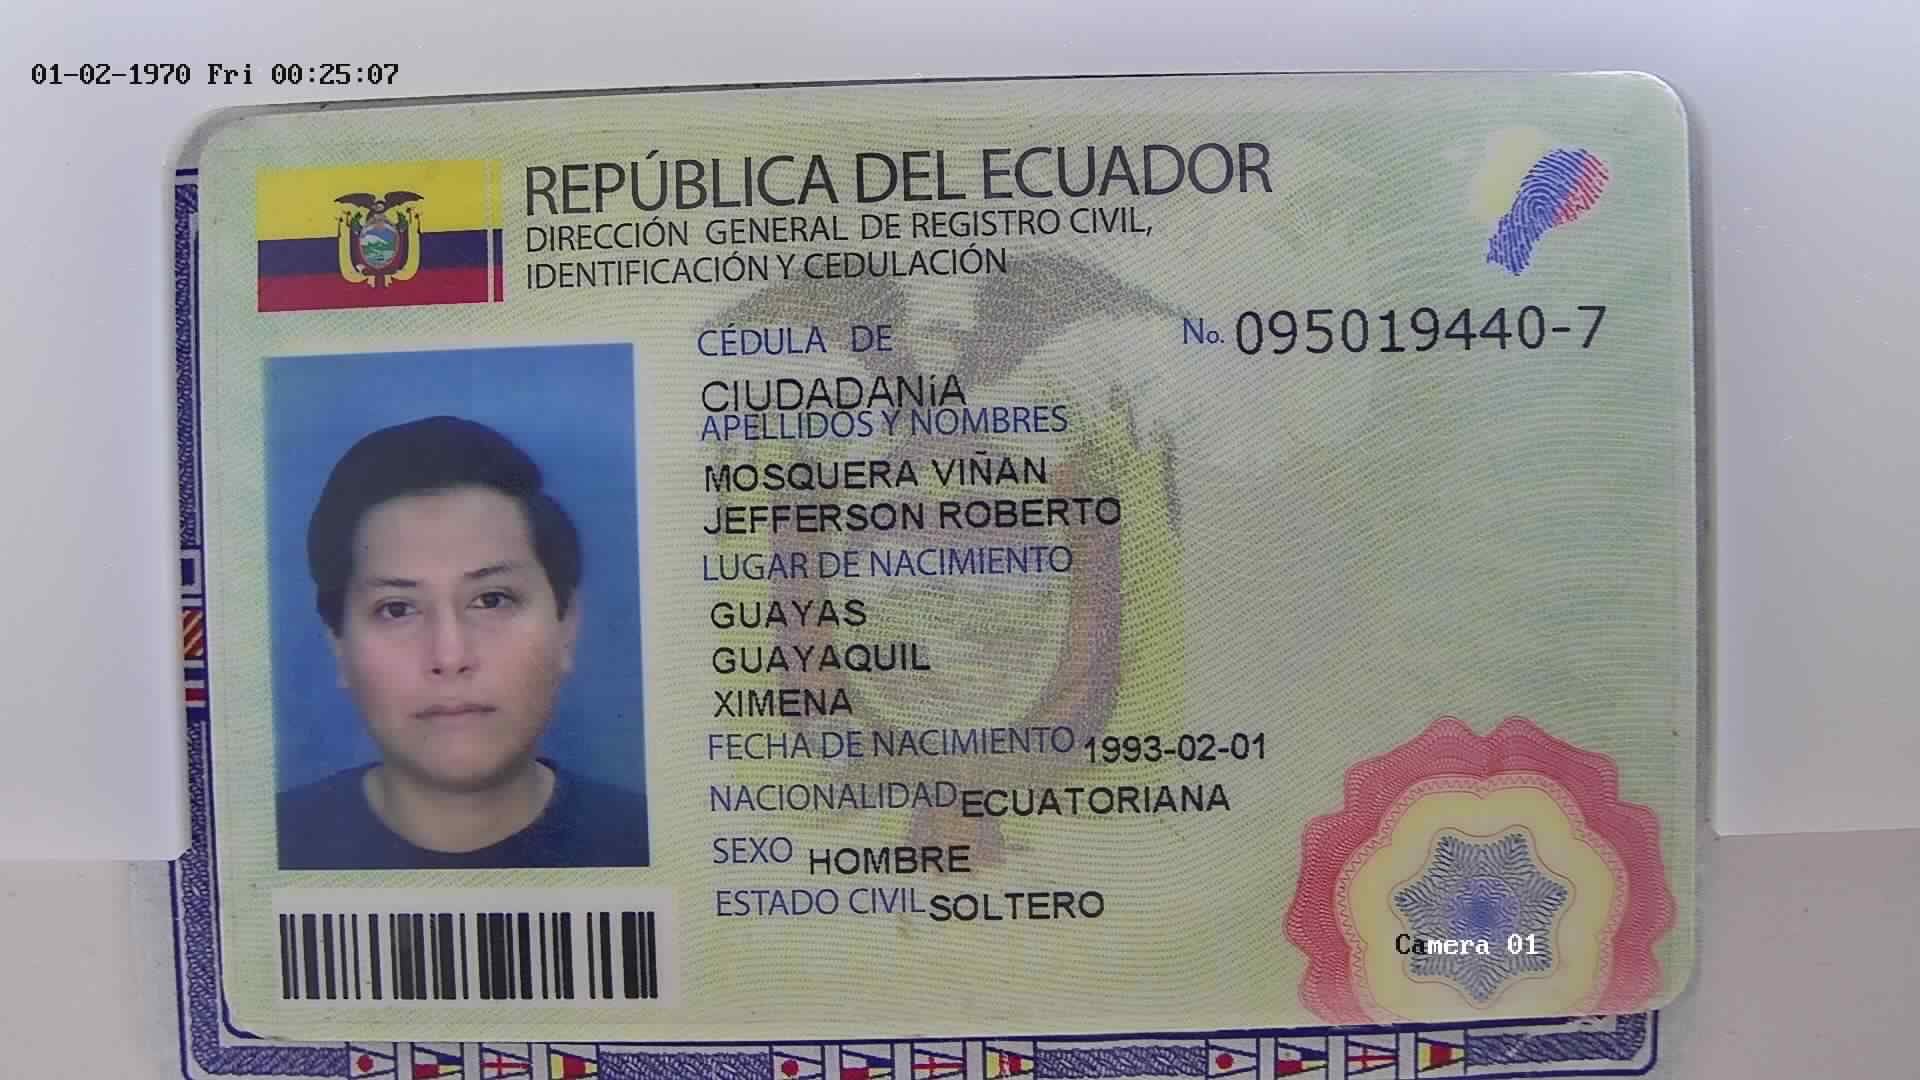 01-02-1970 Fri 00:25:07
REPÚBLICA DEL ECUADOR
DIRECCIÓN GENERAL DE REGISTRO CIVIL,
IDENTIFICACIÓN Y CEDULACIÓN
CÉDULA DE
No. 095019440-7
CIUDADANíA
APELLIDOS Y NOMBRES
MOSQUERA VIÑAN
JEFFERSON ROBERTO
LUGAR DE NACIMIENTO
GUAYAS
GUAYAQUIL
XIMENA
FECHA DE NACIMIENTO 1993-02-01
NACIONALIDAD ECUATORIANA
SEXO HOMBRE
ESTADO CIVIL SOLTERO
Camera 01